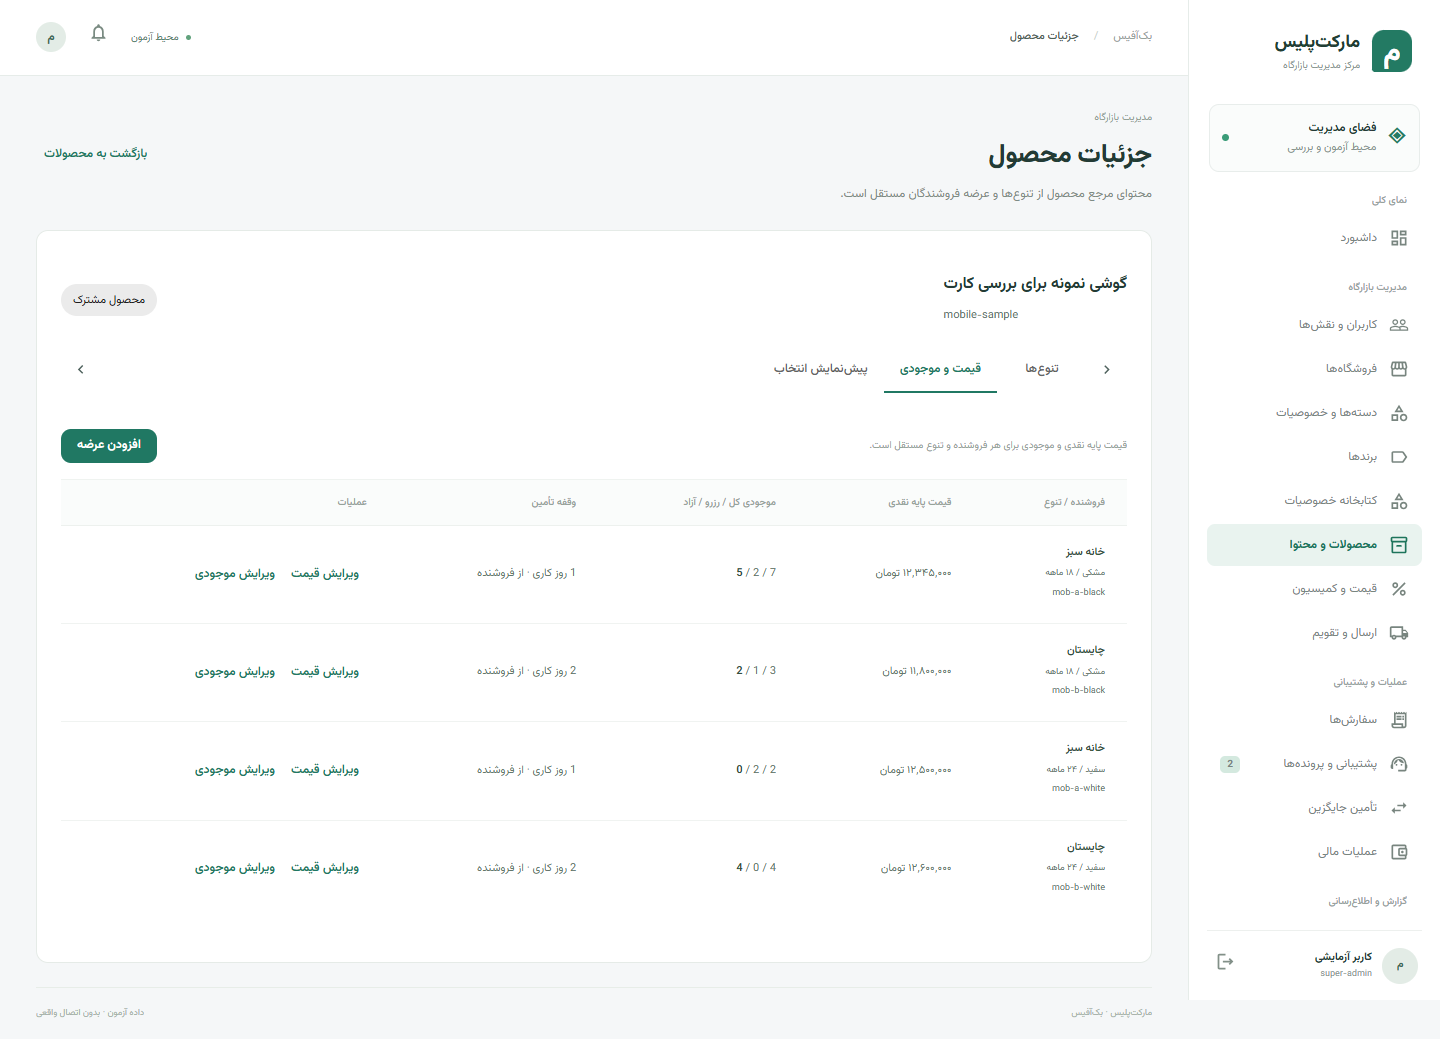 مارکت‌پلیس
مرکز مدیریت بازارگاه
م
فضای مدیریت
محیط آزمون و بررسی
نمای کلی
داشبورد
مدیریت بازارگاه
کاربران و نقش‌ها
فروشگاه‌ها
دسته‌ها و خصوصیات
برندها
کتابخانه خصوصیات
محصولات و محتوا
قیمت و کمیسیون
ارسال و تقویم
عملیات و پشتیبانی
سفارش‌ها
پشتیبانی و پرونده‌ها 2
تأمین جایگزین
عملیات مالی
گزارش و اطلاع‌رسانی
م
کاربر آزمایشی
super-admin
بک‌آفیس / جزئیات محصول
محیط آزمون
م
مدیریت بازارگاه
جزئیات محصول
بازگشت به محصولات
محتوای مرجع محصول از تنوع‌ها و عرضه فروشندگان مستقل است.
گوشی نمونه برای بررسی کارت
mobile-sample
محصول مشترک
تنوع‌ها قیمت و موجودی پیش‌نمایش انتخاب
قیمت پایه نقدی و موجودی برای هر فروشنده و تنوع مستقل است.
افزودن عرضه
فروشنده / تنوع قیمت پایه نقدی موجودی کل / رزرو / آزاد وقفه تأمین عملیات
خانه سبز
مشکی / ۱۸ ماهه
mob-a-black
۱۲,۳۴۵,۰۰۰ تومان
7 / 2 / 5
1 روز کاری · از فروشنده
ویرایش قیمت ویرایش موجودی
چایستان
مشکی / ۱۸ ماهه
mob-b-black
۱۱,۸۰۰,۰۰۰ تومان
3 / 1 / 2
2 روز کاری · از فروشنده
ویرایش قیمت ویرایش موجودی
خانه سبز
سفید / ۲۴ ماهه
mob-a-white
۱۲,۵۰۰,۰۰۰ تومان
2 / 2 / 0
1 روز کاری · از فروشنده
ویرایش قیمت ویرایش موجودی
چایستان
سفید / ۲۴ ماهه
mob-b-white
۱۲,۶۰۰,۰۰۰ تومان
4 / 0 / 4
2 روز کاری · از فروشنده
ویرایش قیمت ویرایش موجودی
مارکت‌پلیس · بک‌آفیس
داده آزمون · بدون اتصال واقعی